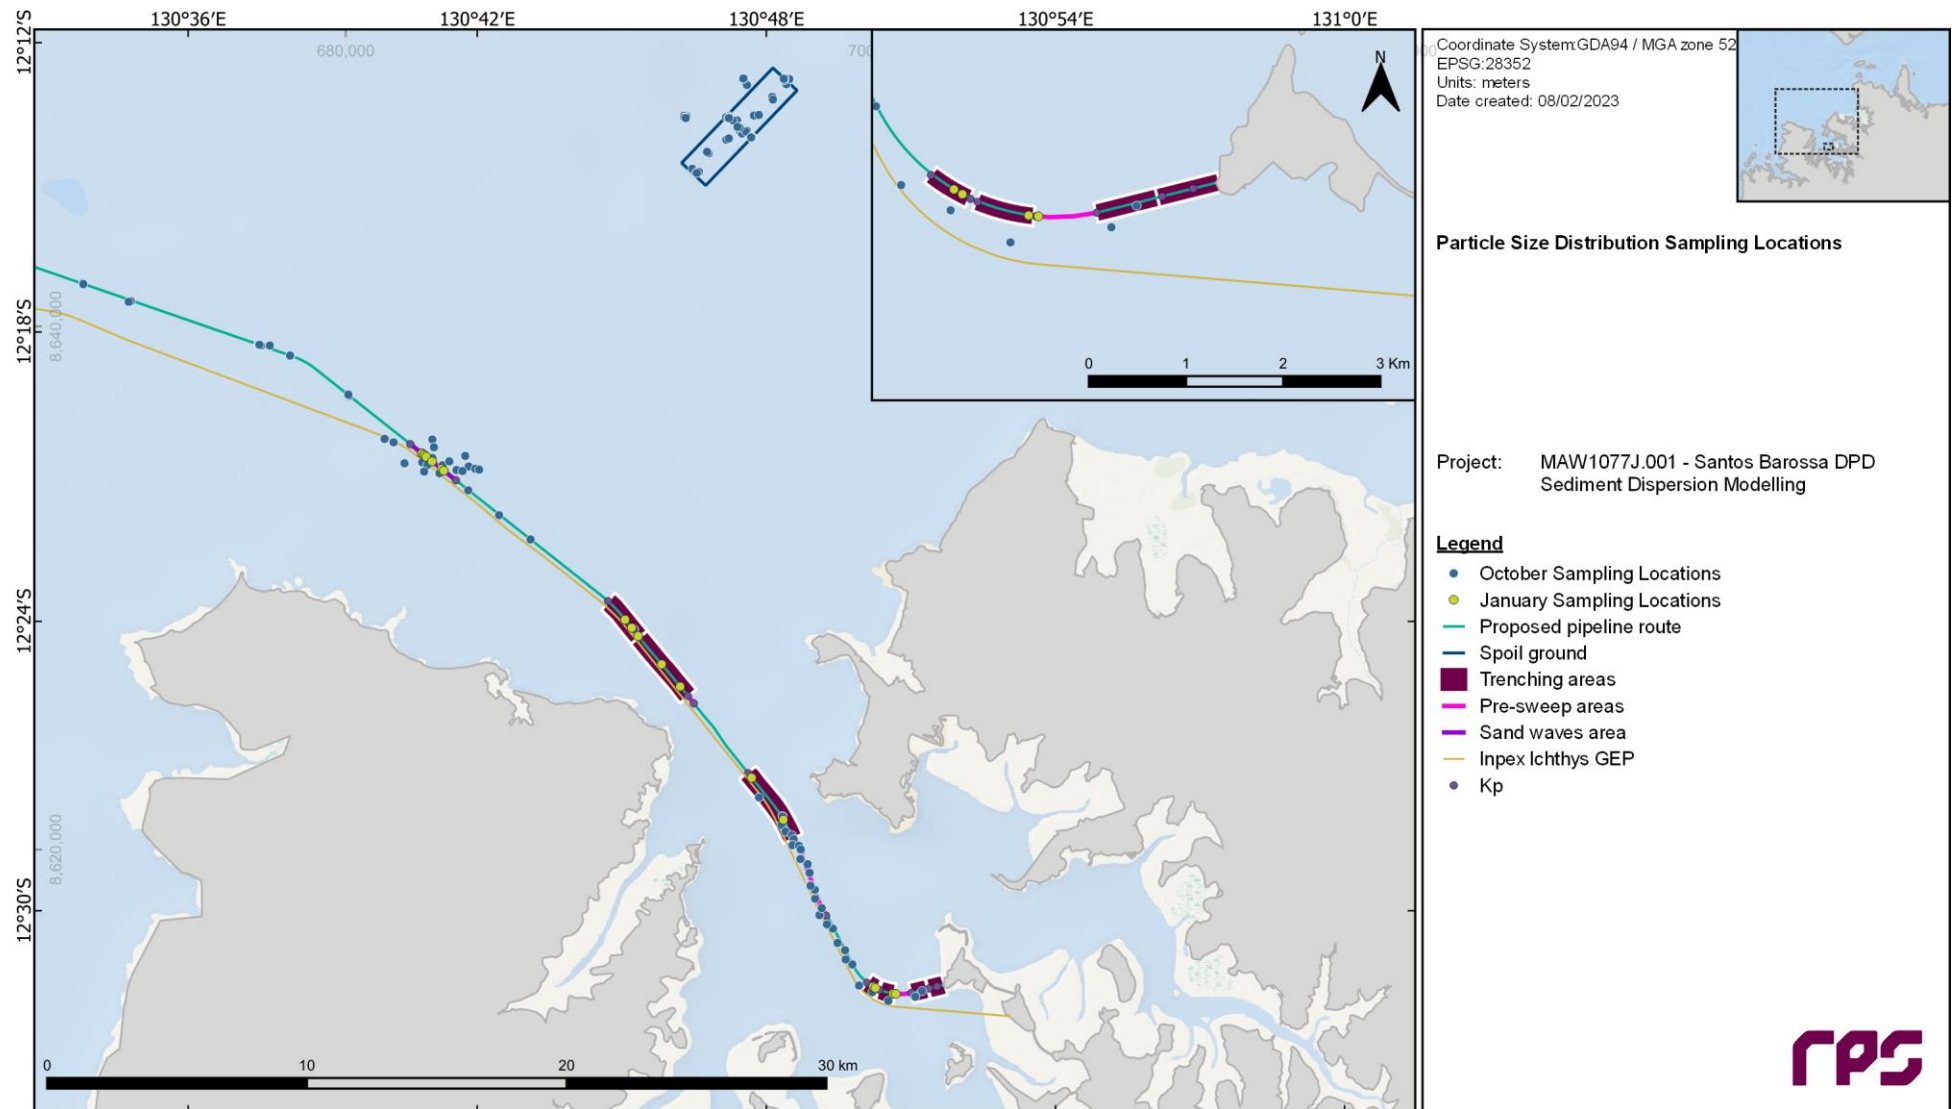 130°36'E 130°42'E 130°48'E 130°54'E 131°0'E
12°12'S
680,000
700
00
N
0 1 2 3 Km
12°18'S
8,640,000
12°24'S
8,620,000
12°30'S
0 10 20 30 km
Coordinate System:GDA94 / MGA zone 52
EPSG:28352
Units: meters
Date created: 08/02/2023
Particle Size Distribution Sampling Locations
Project: MAW1077J.001 - Santos Barossa DPD
Sediment Dispersion Modelling
Legend
October Sampling Locations
January Sampling Locations
Proposed pipeline route
Spoil ground
Trenching areas
Pre-sweep areas
Sand waves area
Inpex Ichthys GEP
Kp
rps